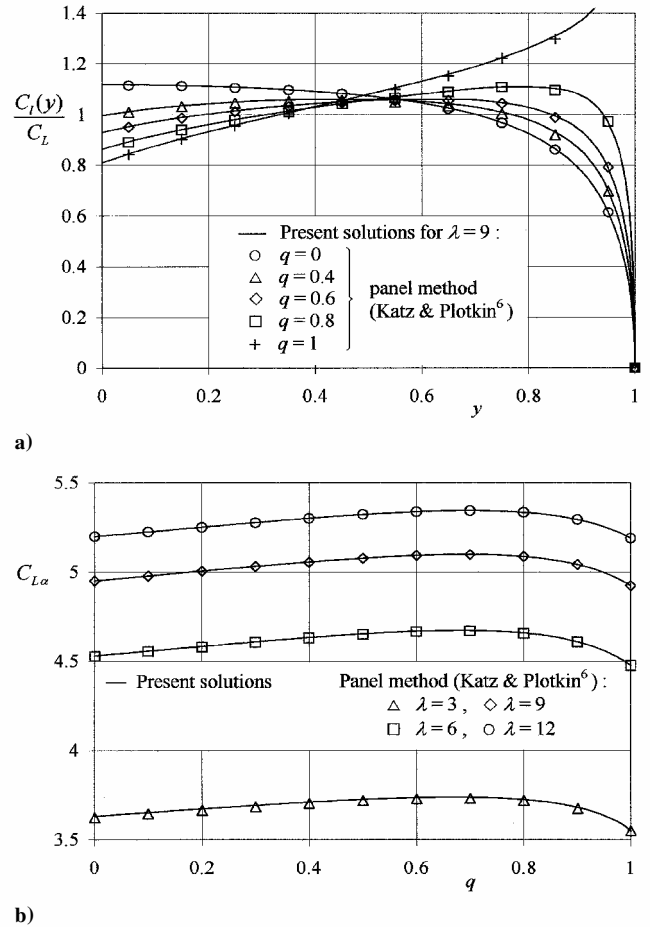 1.4
1.2
C_l(y)
C_L
1
0.8
0.6
0.4
0.2
0
— Present solutions for λ = 9 :
○ q = 0
△ q = 0.4
◇ q = 0.6
□ q = 0.8
+ q = 1
panel method
(Katz & Plotkin⁶)
0 0.2 0.4 0.6 0.8 1
y
a)
5.5
C_Lα
5
4.5
4
3.5
— Present solutions
Panel method (Katz & Plotkin⁶) :
△ λ = 3 , ◇ λ = 9
□ λ = 6 , ○ λ = 12
0 0.2 0.4 0.6 0.8 1
q
b)